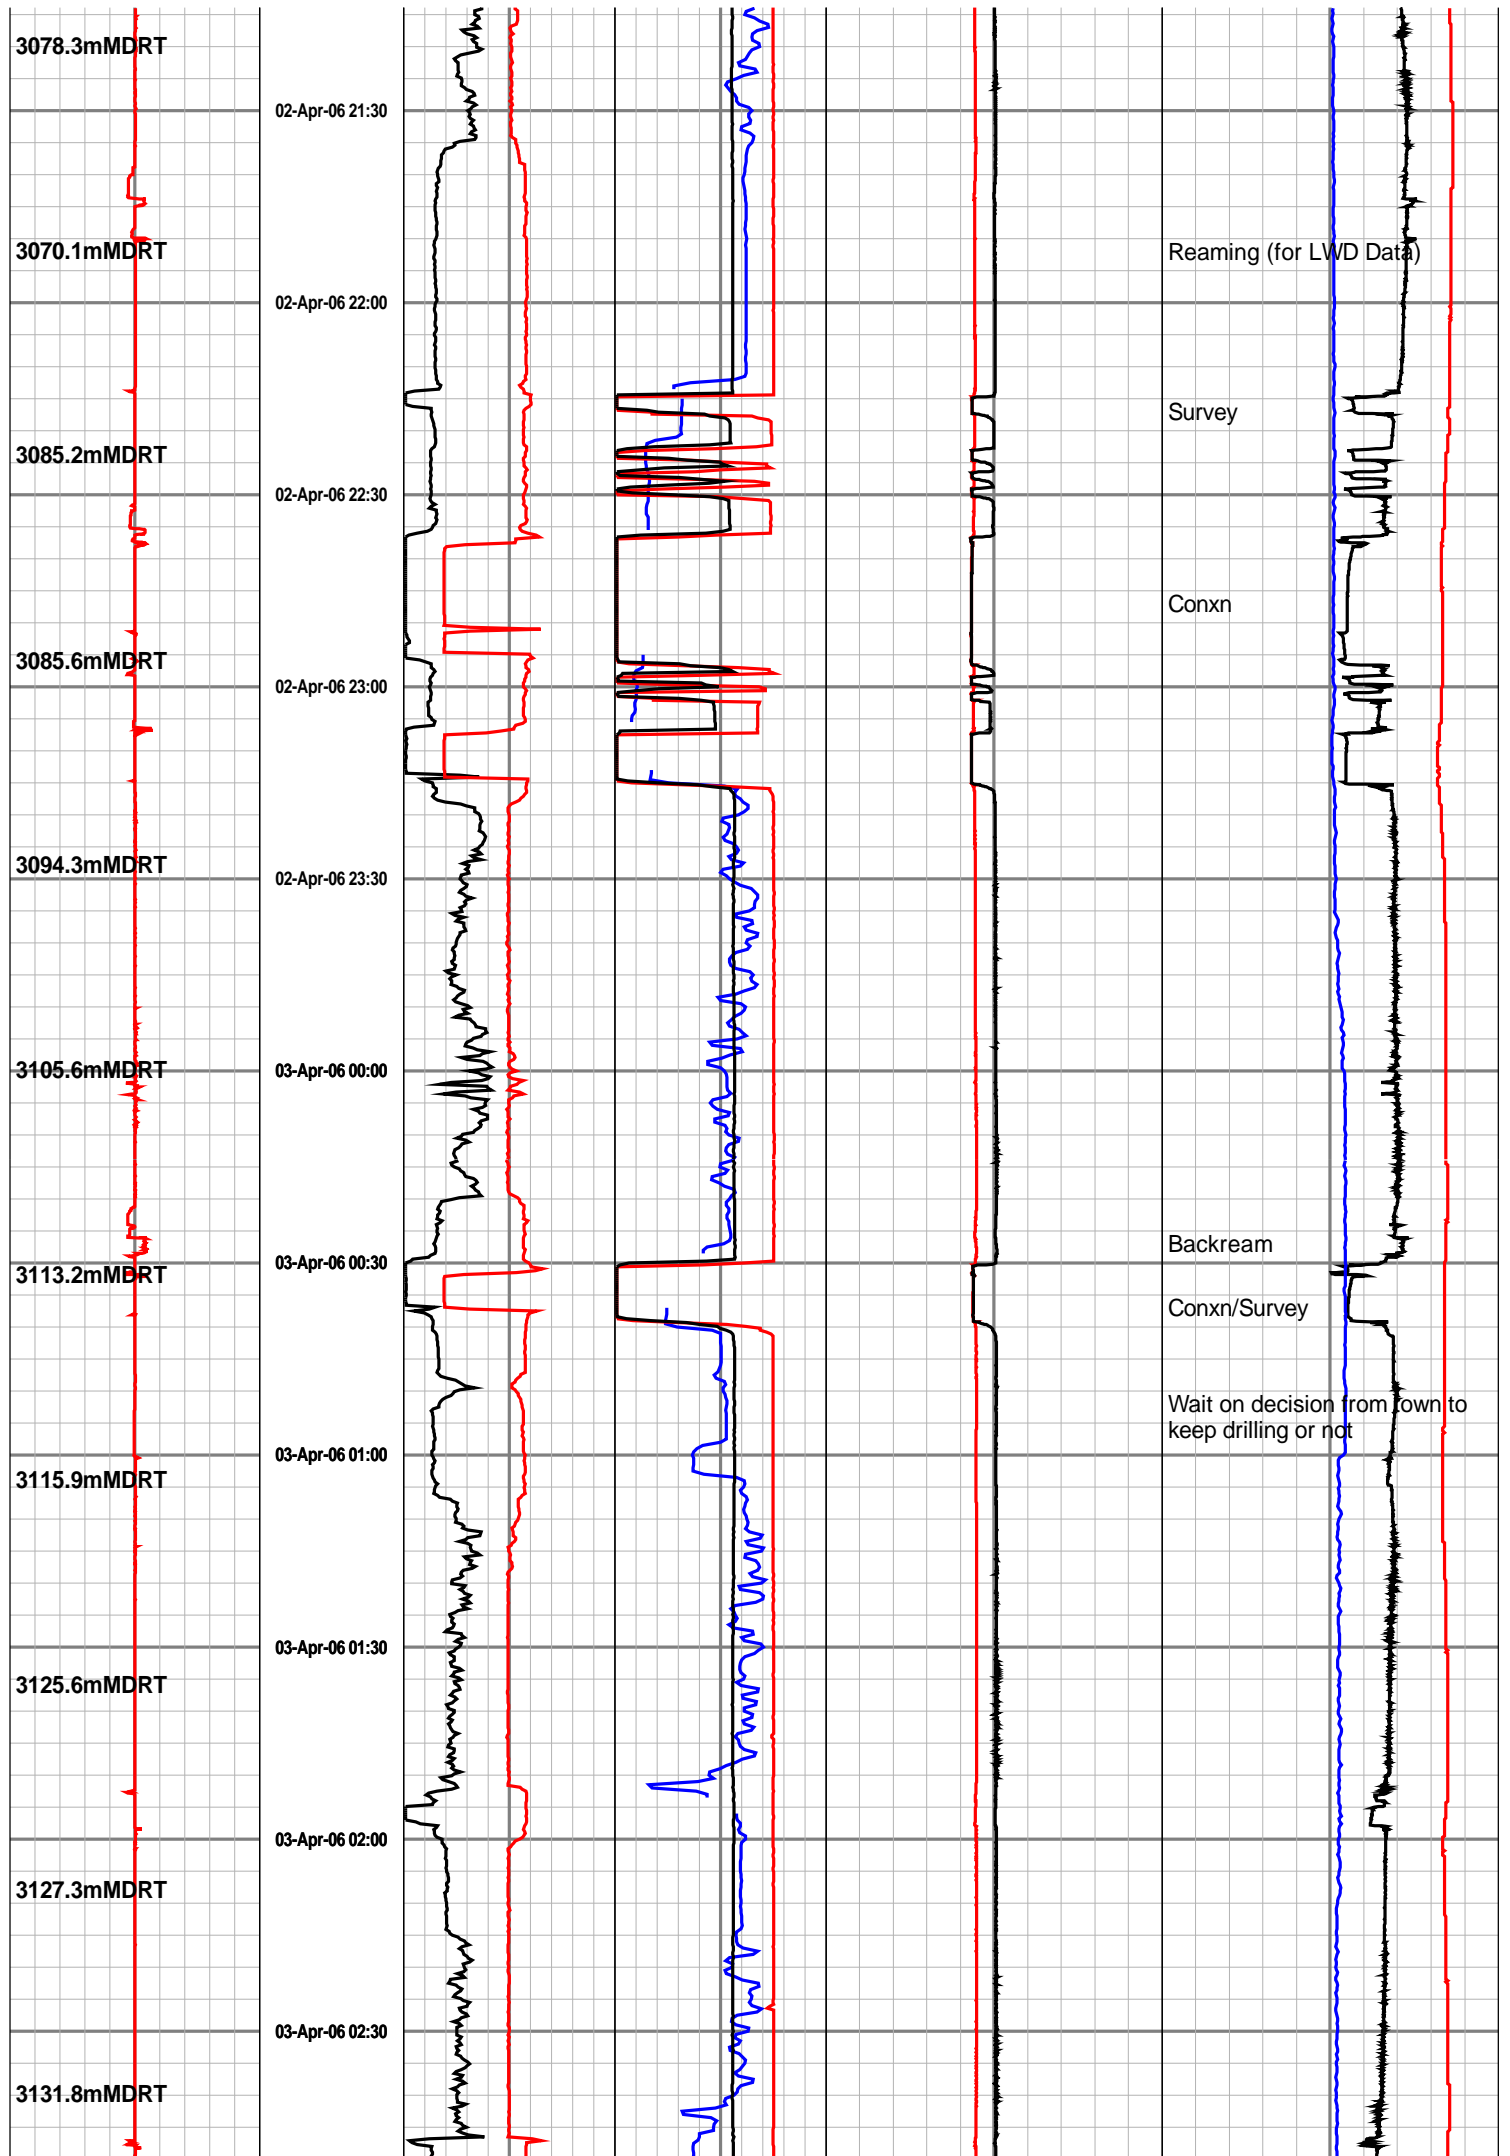 3078.3mMDRT
02-Apr-06 21:30
3070.1mMDRT
Reaming (for LWD Data)
02-Apr-06 22:00
Survey
3085.2mMDRT
02-Apr-06 22:30
Conxn
3085.6mMDRT
02-Apr-06 23:00
3094.3mMDRT
02-Apr-06 23:30
3105.6mMDRT
03-Apr-06 00:00
Backream
03-Apr-06 00:30
3113.2mMDRT
Conxn/Survey
Wait on decision from town to
keep drilling or not
03-Apr-06 01:00
3115.9mMDRT
03-Apr-06 01:30
3125.6mMDRT
03-Apr-06 02:00
3127.3mMDRT
03-Apr-06 02:30
3131.8mMDRT